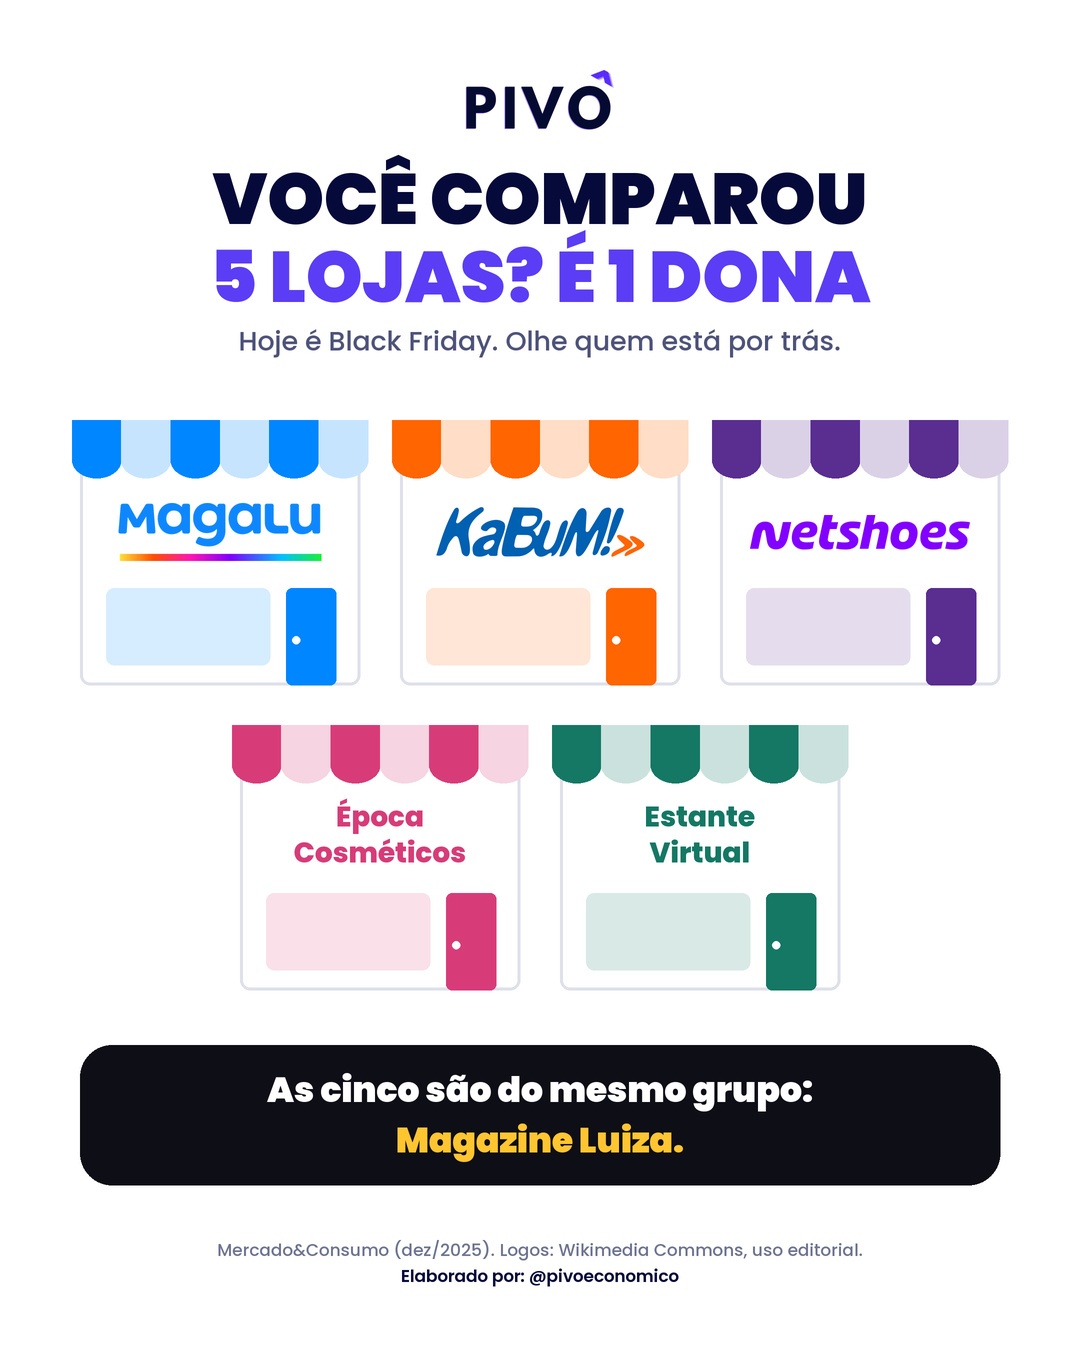 PIVÔ
VOCÊ COMPAROU
5 LOJAS? É 1 DONA
Hoje é Black Friday. Olhe quem está por trás.
Magalu
KaBuM!
netshoes
Época
Cosméticos
Estante
Virtual
As cinco são do mesmo grupo:
Magazine Luiza.
Mercado&Consumo (dez/2025). Logos: Wikimedia Commons, uso editorial.
Elaborado por: @pivoeconomico